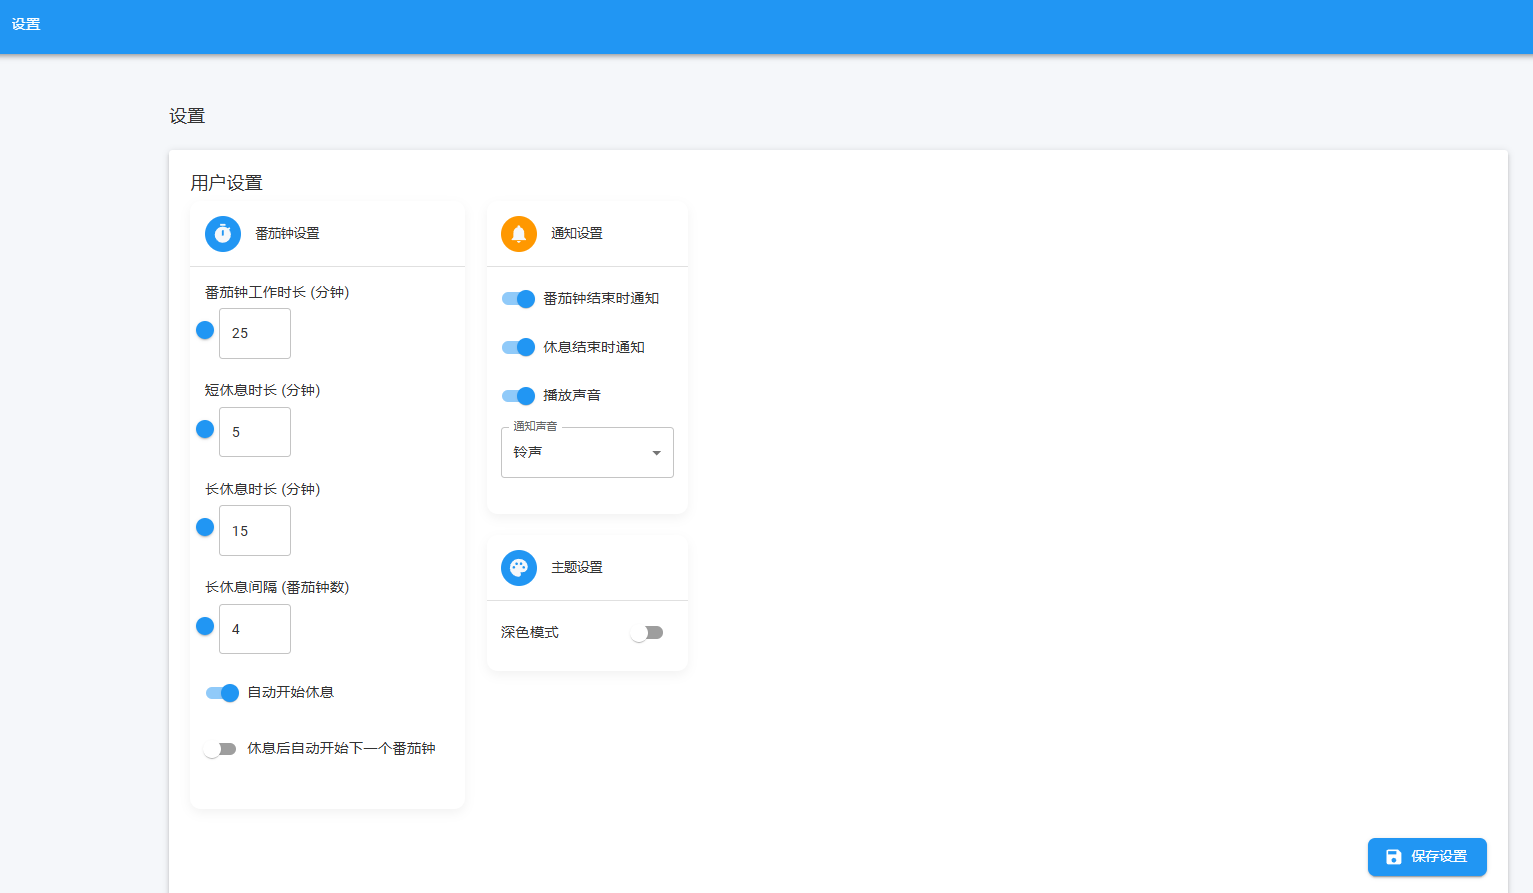 设置
设置
用户设置
番茄钟设置
番茄钟工作时长 (分钟)
25
短休息时长 (分钟)
5
长休息时长 (分钟)
15
长休息间隔 (番茄钟数)
4
自动开始休息
休息后自动开始下一个番茄钟
通知设置
番茄钟结束时通知
休息结束时通知
播放声音
通知声音
铃声
主题设置
深色模式
保存设置